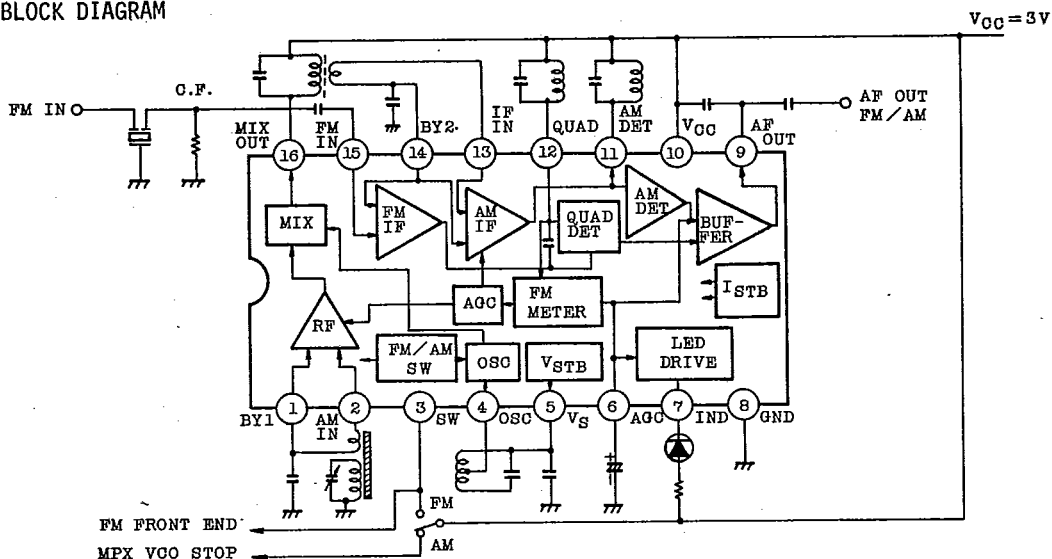 BLOCK DIAGRAM
VCC=3V
C.F.
FM IN
AF OUT
FM/AM
MIX
OUT
FM
IN
BY2.
IF
IN
QUAD
AM
DET
VCC
AF
OUT
16
15
14
13
12
11
10
9
MIX
FM
IF
AM
IF
QUAD
DET
AM
DET
BUF-
FER
ISTB
AGC
FM
METER
RF
FM/AM
SW
OSC
VSTB
LED
DRIVE
BY1
1
AM
IN
2
3
SW
4
OSC
5
VS
6
AGC
7
IND
8
GND
FM
FM FRONT END
AM
MPX VCO STOP